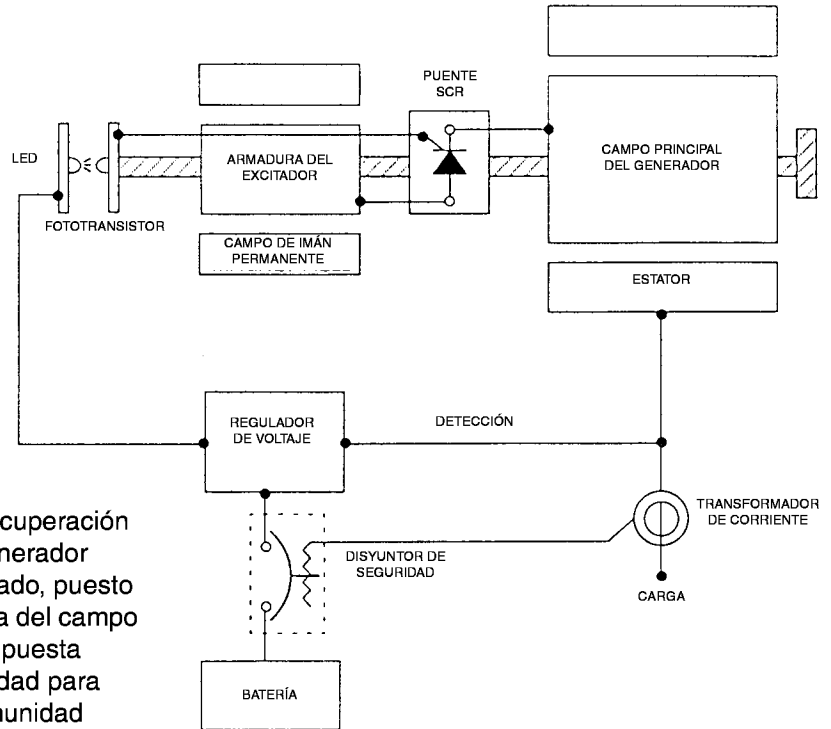 PUENTE
SCR
LED
ARMADURA DEL
EXCITADOR
CAMPO PRINCIPAL
DEL GENERADOR
FOTOTRANSISTOR
CAMPO DE IMÁN
PERMANENTE
ESTATOR
REGULADOR
DE VOLTAJE
DETECCIÓN
TRANSFORMADOR
DE CORRIENTE
DISYUNTOR DE
SEGURIDAD
CARGA
BATERÍA
cuperación
nerador
ado, puesto
a del campo
puesta
dad para
nunidad